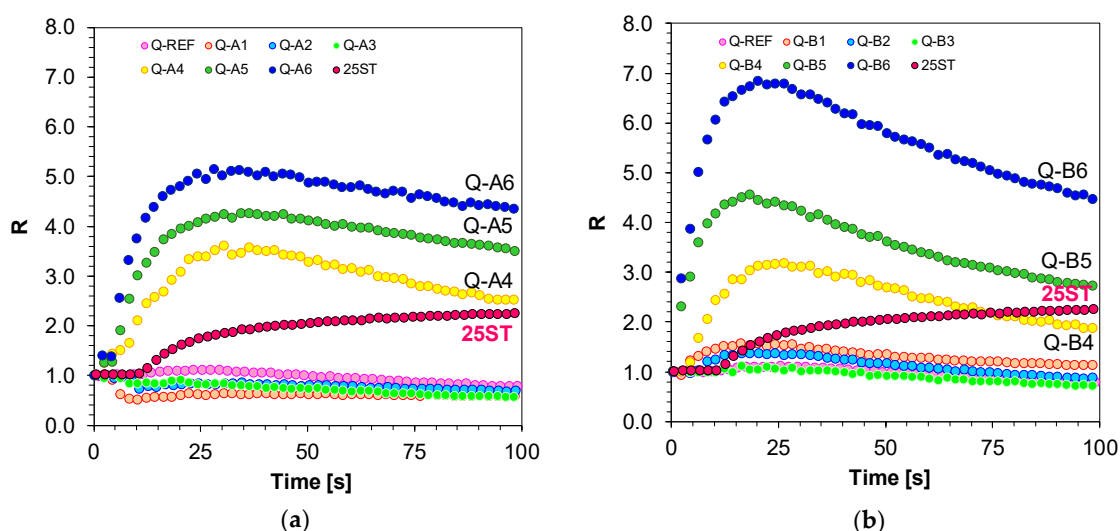 8.0
7.0
6.0
5.0
4.0
3.0
2.0
1.0
0.0
R
Q-REF Q-A1 Q-A2 Q-A3
Q-A4 Q-A5 Q-A6 25ST
Q-A6
Q-A5
Q-A4
25ST
0 25 50 75 100
Time [s]
(a)
8.0
7.0
6.0
5.0
4.0
3.0
2.0
1.0
0.0
R
Q-REF Q-B1 Q-B2 Q-B3
Q-B4 Q-B5 Q-B6 25ST
Q-B6
Q-B5
25ST
Q-B4
0 25 50 75 100
Time [s]
(b)